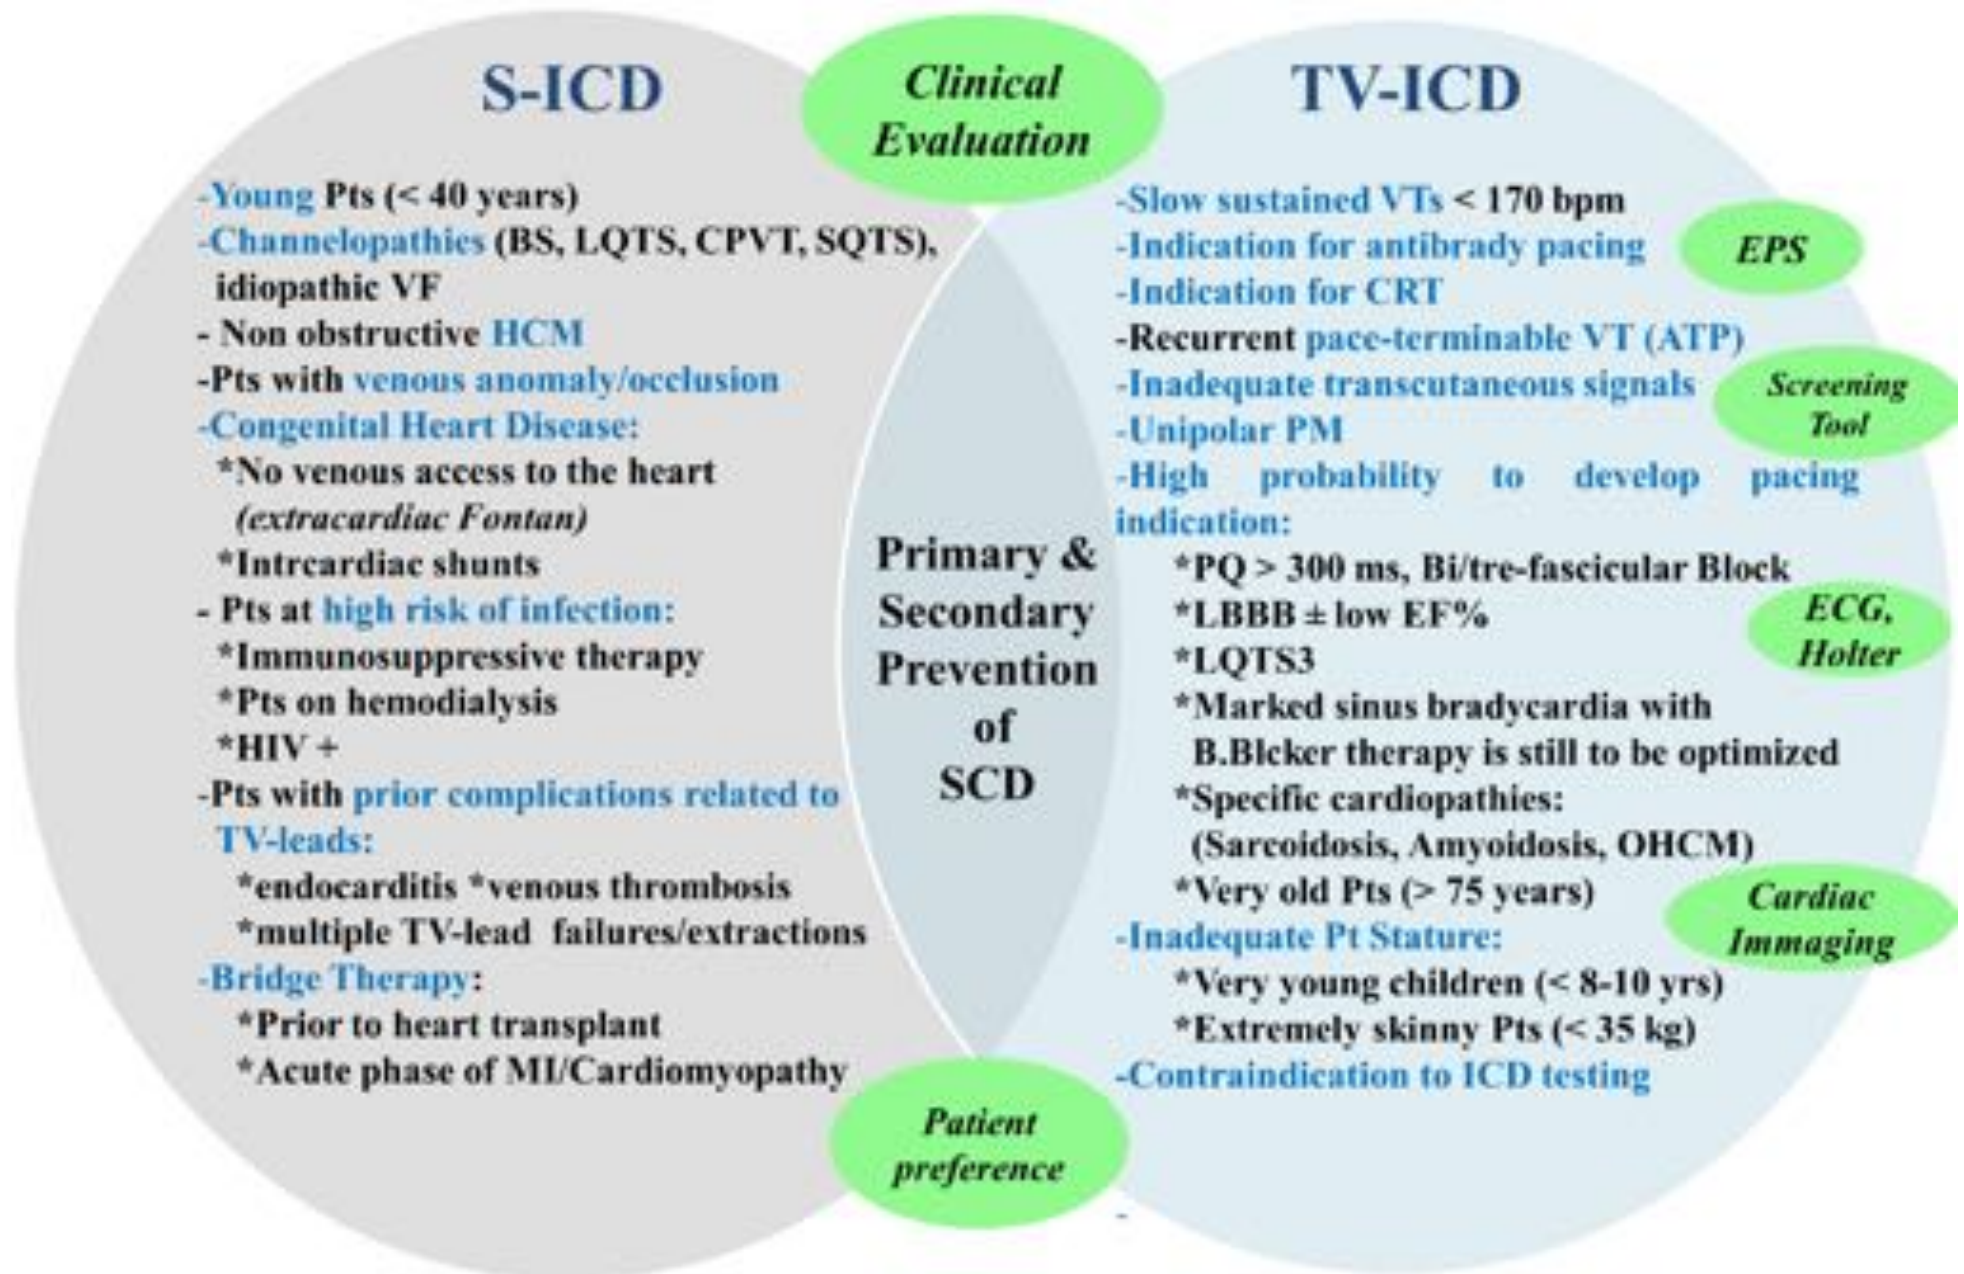 S-ICD
-Young Pts (< 40 years)
-Channelopathies (BS, LQTS, CPVT, SQTS),
idiopathic VF
- Non obstructive HCM
-Pts with venous anomaly/occlusion
-Congenital Heart Disease:
*No venous access to the heart
(extracardiac Fontan)
*Intrcardiac shunts
- Pts at high risk of infection:
*Immunosuppressive therapy
*Pts on hemodialysis
*HIV +
-Pts with prior complications related to
TV-leads:
*endocarditis *venous thrombosis
*multiple TV-lead failures/extractions
-Bridge Therapy:
*Prior to heart transplant
*Acute phase of MI/Cardiomyopathy
Clinical
Evaluation
Primary &
Secondary
Prevention
of
SCD
Patient
preference
TV-ICD
-Slow sustained VTs < 170 bpm
-Indication for antibrady pacing
-Indication for CRT
-Recurrent pace-terminable VT (ATP)
-Inadequate transcutaneous signals
-Unipolar PM
-High probability to develop pacing
indication:
*PQ > 300 ms, Bi/tre-fascicular Block
*LBBB ± low EF%
*LQTS3
*Marked sinus bradycardia with
B.Blcker therapy is still to be optimized
*Specific cardiopathies:
(Sarcoidosis, Amyoidosis, OHCM)
*Very old Pts (> 75 years)
-Inadequate Pt Stature:
*Very young children (< 8-10 yrs)
*Extremely skinny Pts (< 35 kg)
-Contraindication to ICD testing
-
EPS
Screening
Tool
ECG,
Holter
Cardiac
Immaging